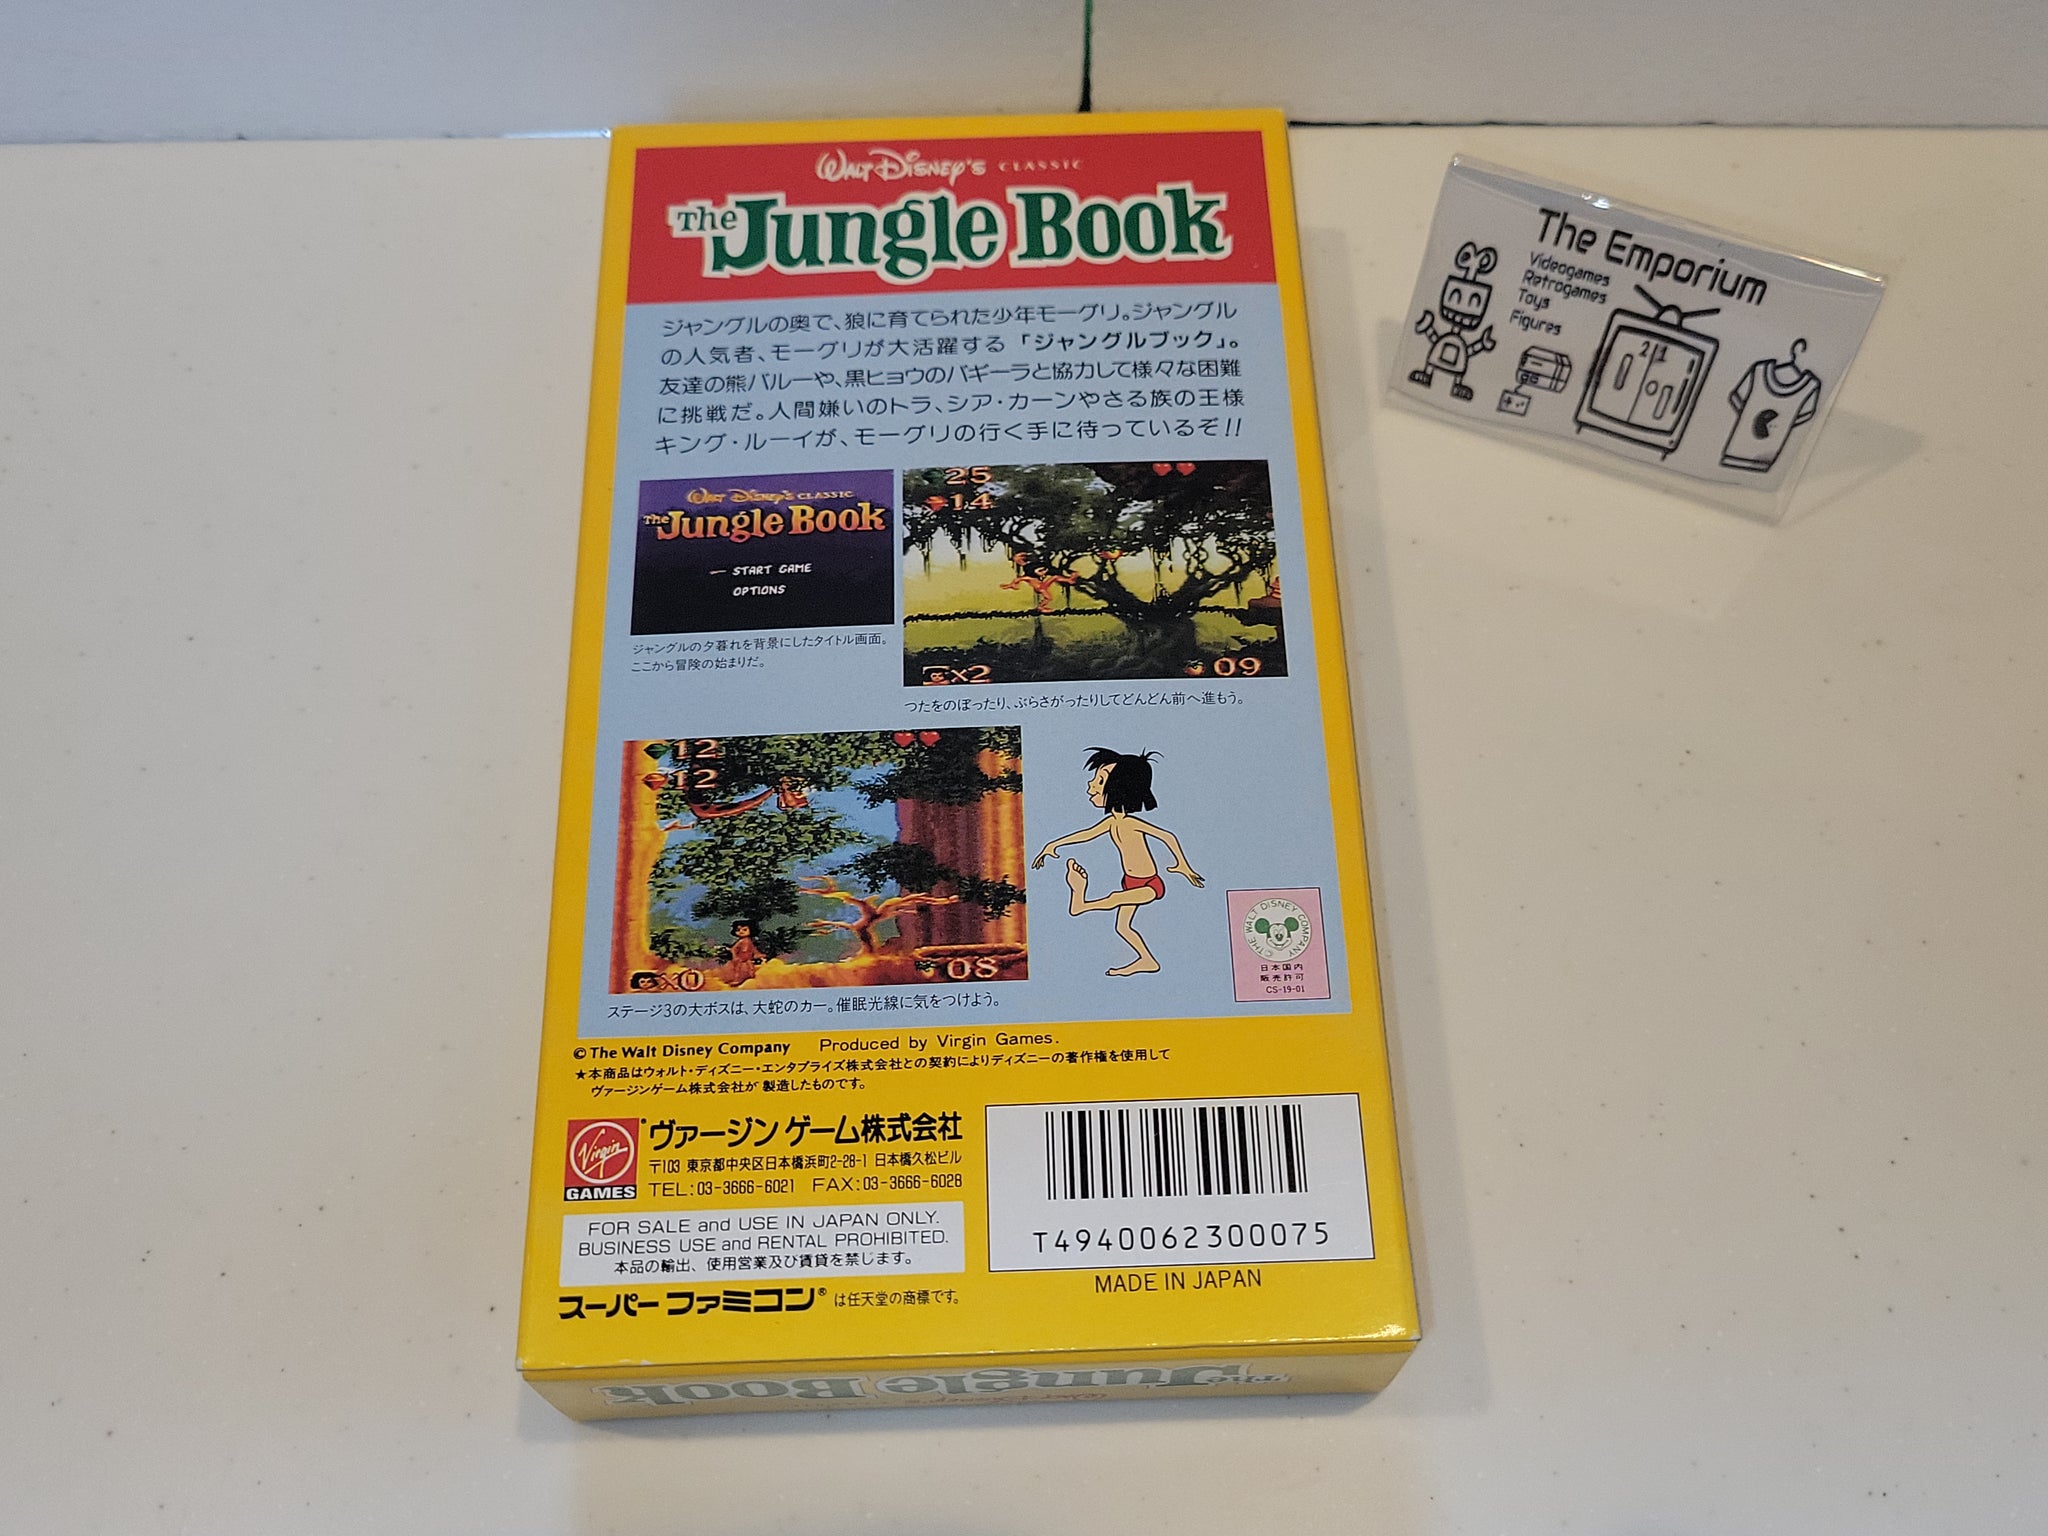 WALT DISNEY'S CLASSIC
The Jungle Book
ジャングルの奥で、狼に育てられた少年モーグリ。ジャングル
の人気者、モーグリが大活躍する「ジャングルブック」。
友達の熊バルーや、黒ヒョウのバギーラと協力して様々な困難
に挑戦だ。人間嫌いのトラ、シア・カーンやさる族の王様
キング・ルーイが、モーグリの行く手に待っているぞ!!
WALT DISNEY'S CLASSIC
The Jungle Book
START GAME
OPTIONS
ジャングルの夕暮れを背景にしたタイトル画面。
ここから冒険の始まりだ。
25
14
x2
09
つたをのぼったり、ぶらさがったりしてどんどん前へ進もう。
12
12
x0
08
ステージ3の大ボスは、大蛇のカー。催眠光線に気をつけよう。
© THE WALT DISNEY COMPANY
日本国内
販売許可
CS-19-01
© The Walt Disney Company Produced by Virgin Games.
★本商品はウォルト・ディズニー・エンタプライズ株式会社との契約によりディズニーの著作権を使用して
ヴァージンゲーム株式会社が製造したものです。
Virgin
GAMES
ヴァージンゲーム株式会社
〒103 東京都中央区日本橋浜町2-28-1 日本橋久松ビル
TEL:03-3666-6021 FAX:03-3666-6028
FOR SALE and USE IN JAPAN ONLY.
BUSINESS USE and RENTAL PROHIBITED.
本品の輸出、使用営業及び賃貸を禁じます。
スーパーファミコン® は任天堂の商標です。
T4940062300075
MADE IN JAPAN
The Jungle Book
The Emporium
Videogames
Retrogames
Toys
Figures
21